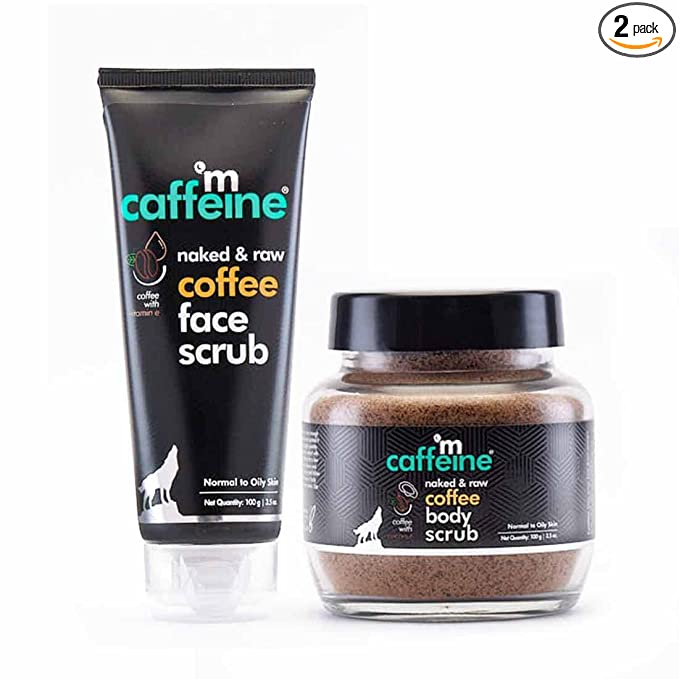 2 pack
'm
caffeine®
naked & raw
coffee
face
scrub
coffee
with
vitamin e
Normal to Oily Skin
Net Quantity: 100 g | 3.5 oz.
'm
caffeine®
naked & raw
coffee
body
scrub
coffee
with
coconut
Normal to Oily Skin
Net Quantity: 100 g | 3.5 oz.